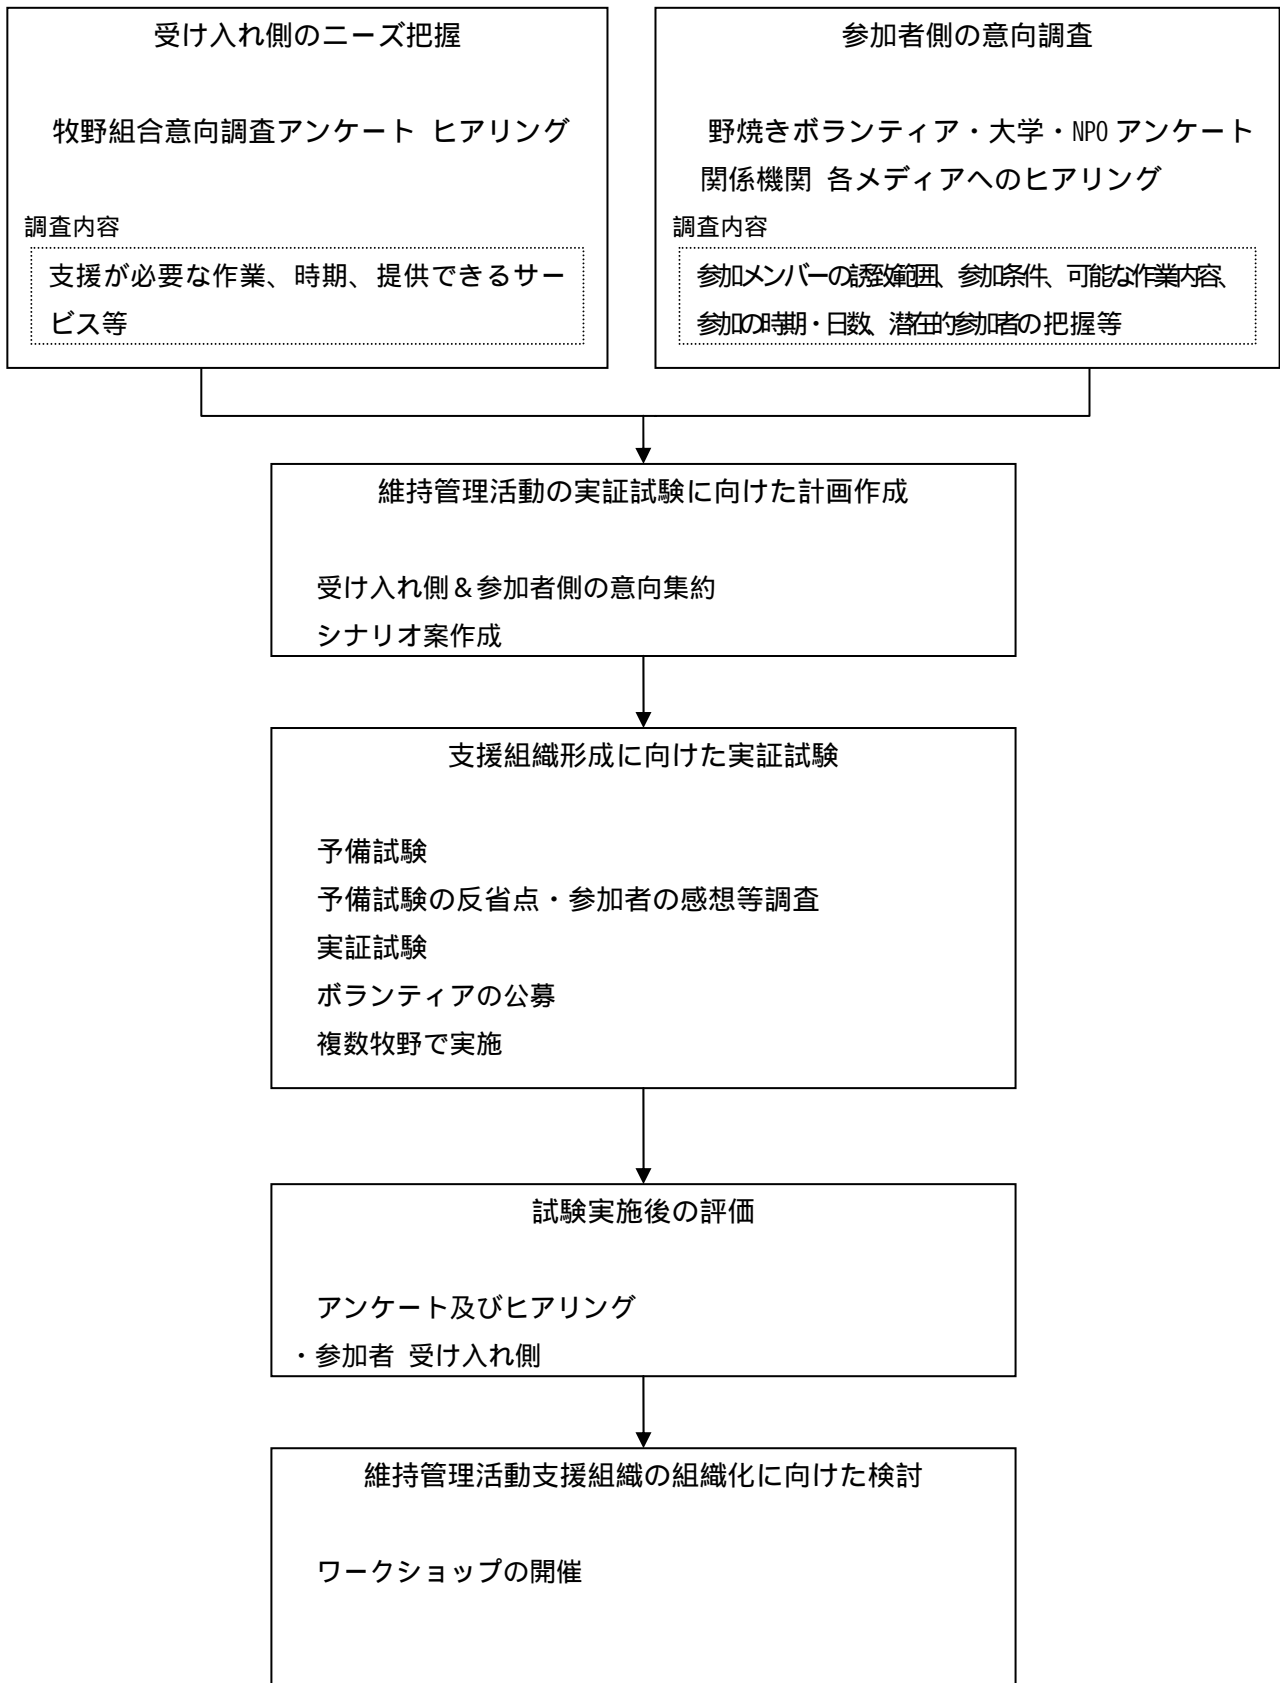 受け入れ側のニーズ把握
牧野組合意向調査アンケート ヒアリング
調査内容
支援が必要な作業、時期、提供できるサー
ビス等
参加者側の意向調査
野焼きボランティア・大学・NPO アンケート
関係機関 各メディアへのヒアリング
調査内容
参加メンバーの誘致範囲、参加条件、可能な作業内容、
参加の時期・日数、潜在的参加者の把握等
維持管理活動の実証試験に向けた計画作成
受け入れ側＆参加者側の意向集約
シナリオ案作成
支援組織形成に向けた実証試験
予備試験
予備試験の反省点・参加者の感想等調査
実証試験
ボランティアの公募
複数牧野で実施
試験実施後の評価
アンケート及びヒアリング
・参加者 受け入れ側
維持管理活動支援組織の組織化に向けた検討
ワークショップの開催